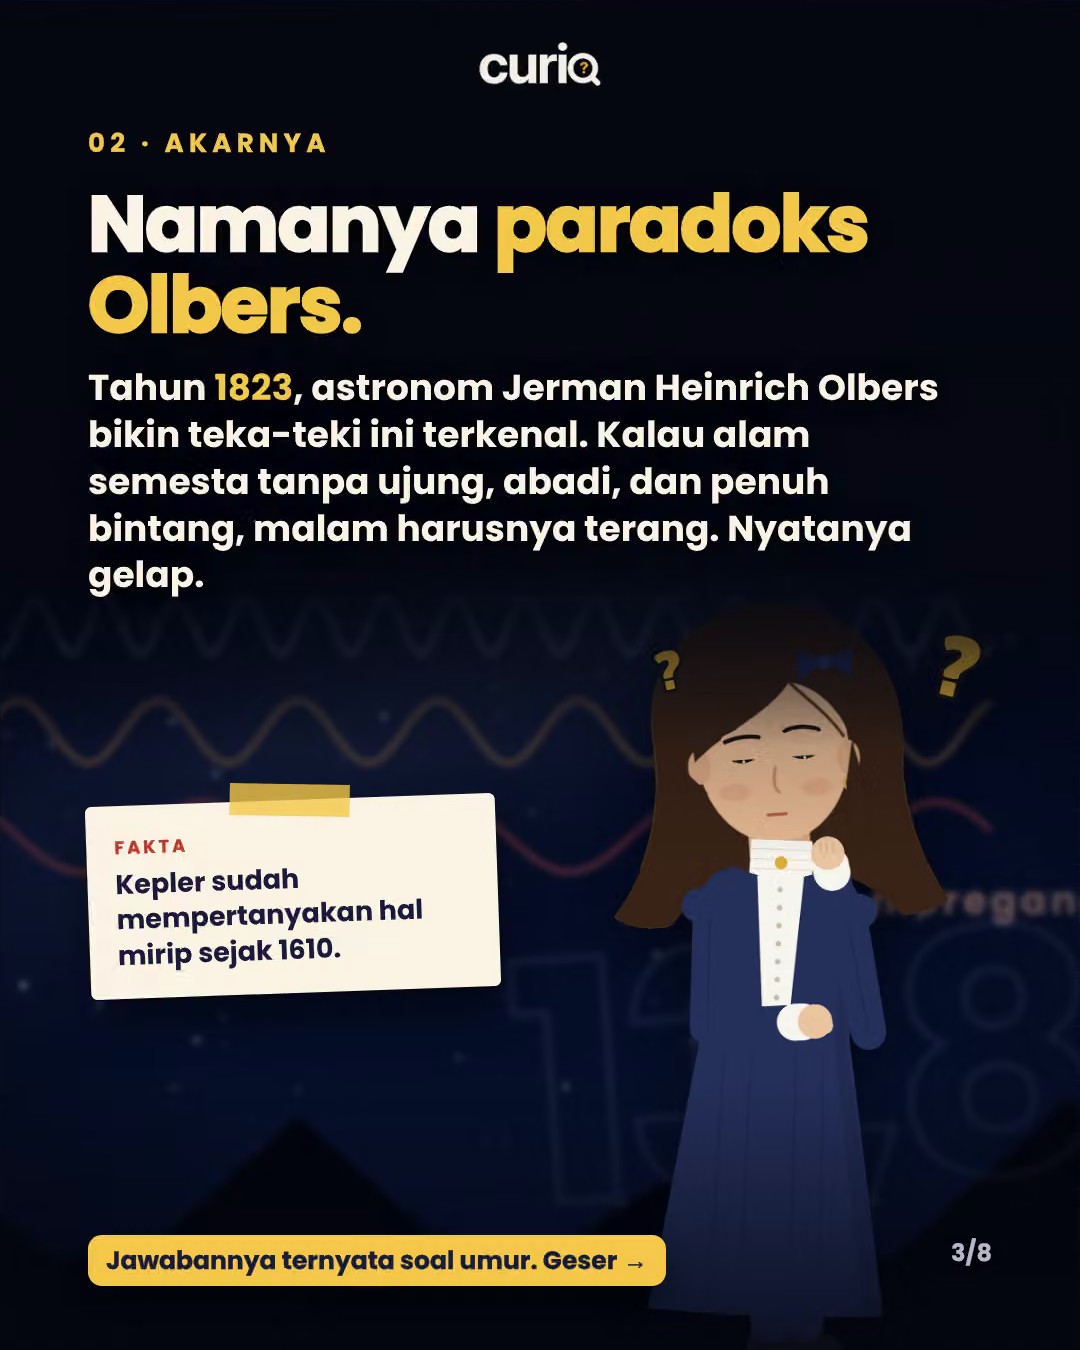 curiq
02 · AKARNYA
Namanya paradoks
Olbers.
Tahun 1823, astronom Jerman Heinrich Olbers
bikin teka-teki ini terkenal. Kalau alam
semesta tanpa ujung, abadi, dan penuh
bintang, malam harusnya terang. Nyatanya
gelap.
?
?
FAKTA
Kepler sudah
mempertanyakan hal
mirip sejak 1610.
Jawabannya ternyata soal umur. Geser →
3/8